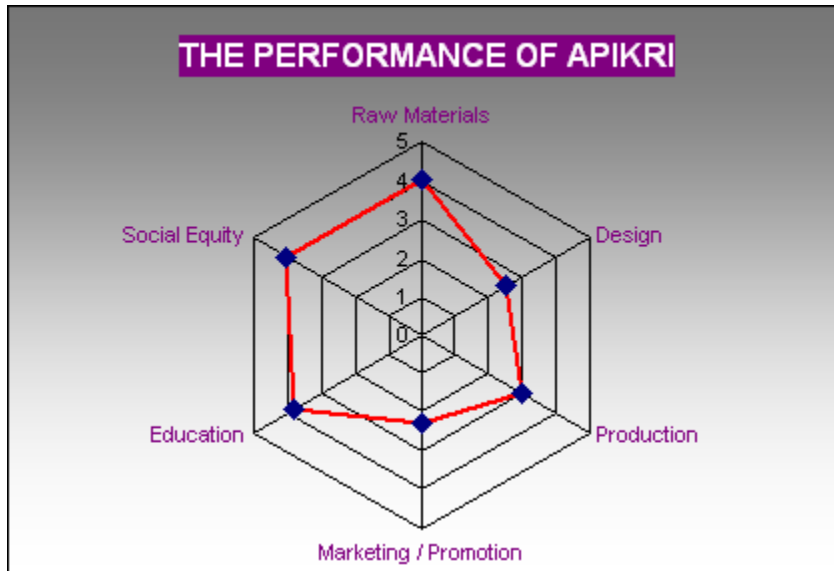 THE PERFORMANCE OF APIKRI
Raw Materials
5
4
3
2
1
0
Social Equity
Design
Education
Production
Marketing / Promotion